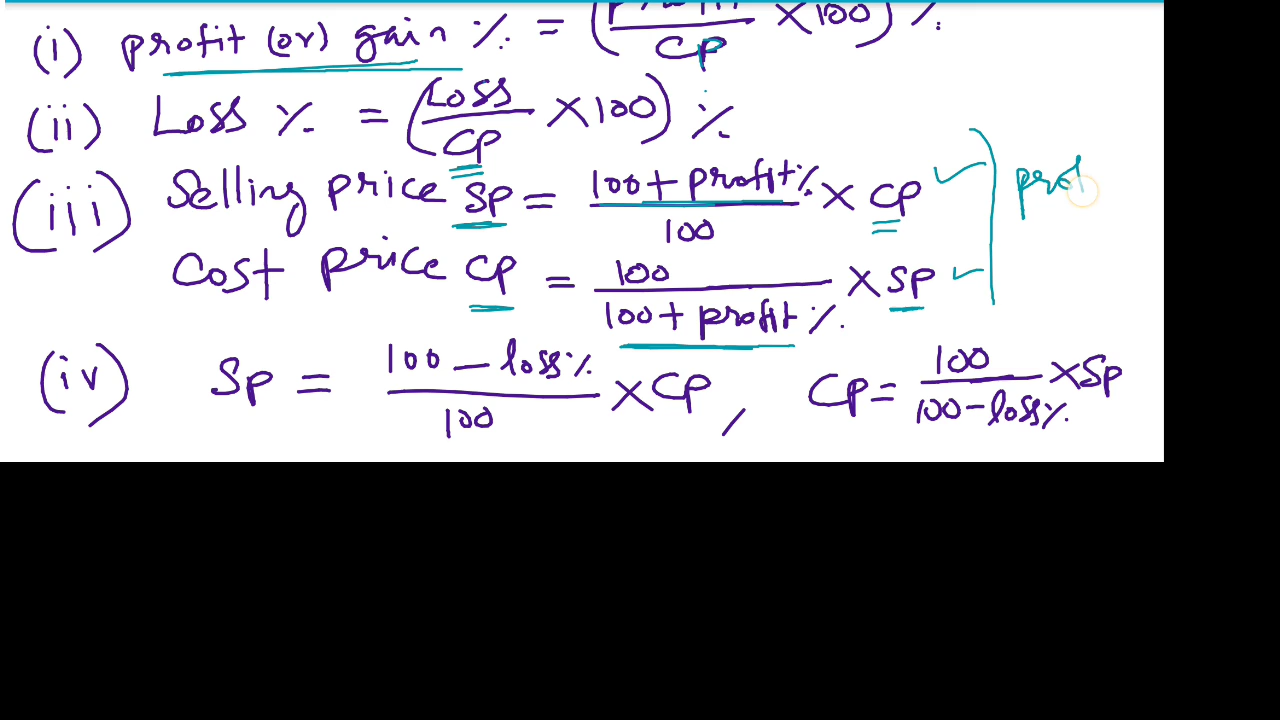 (i) profit (or) gain % = (profit/CP × 100) %
(ii) Loss % = (Loss/CP × 100) %
(iii) Selling price SP = (100 + profit%)/100 × CP ✓
Cost price CP = 100/(100 + profit %) × SP ✓
(iv) SP = (100 - loss%)/100 × CP, CP = 100/(100 - loss%) × SP